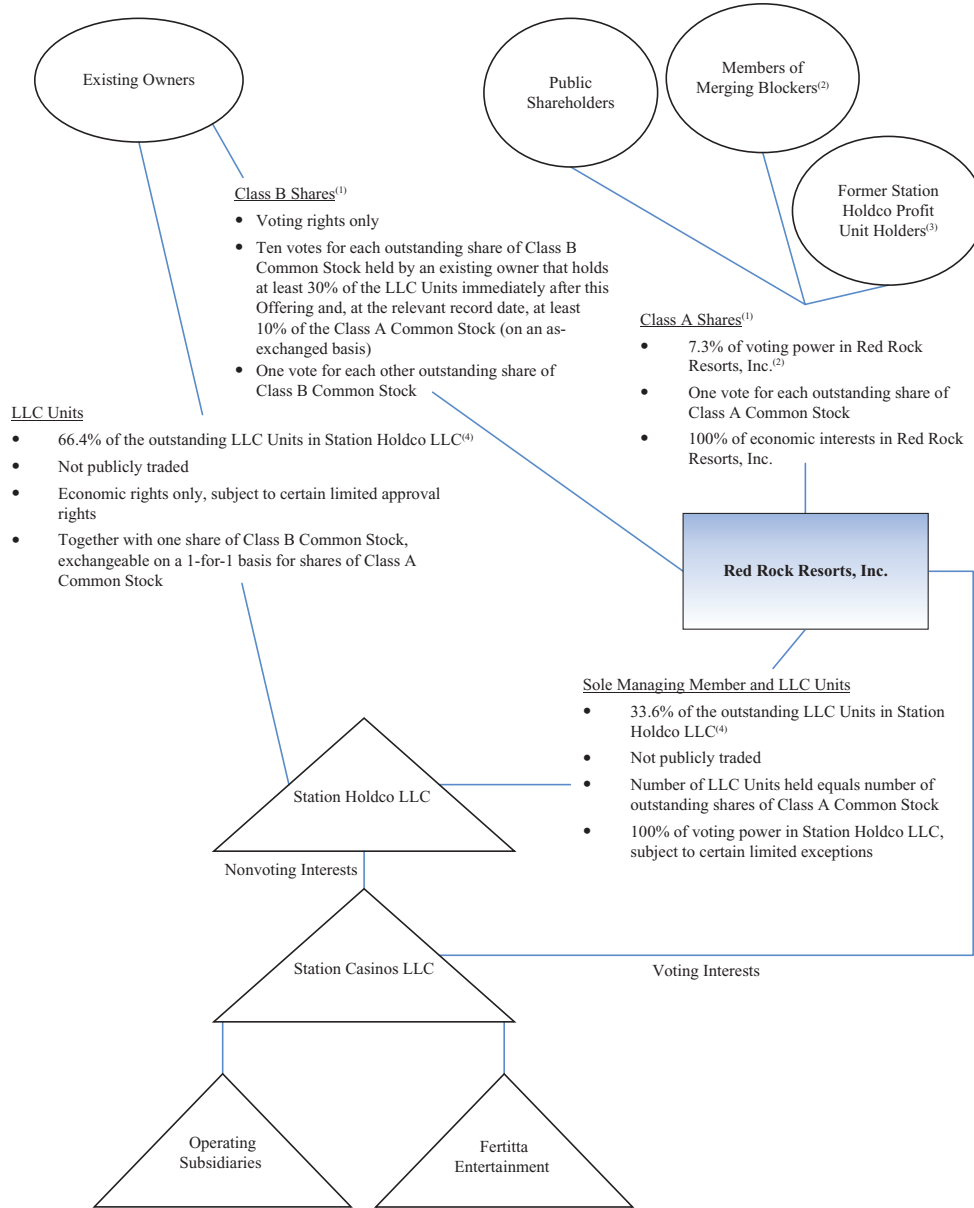 Existing Owners
Public
Shareholders
Members of
Merging Blockers(2)
Former Station
Holdco Profit
Unit Holders(3)
Class B Shares(1)
• Voting rights only
• Ten votes for each outstanding share of Class B
Common Stock held by an existing owner that holds
at least 30% of the LLC Units immediately after this
Offering and, at the relevant record date, at least
10% of the Class A Common Stock (on an as-
exchanged basis)
• One vote for each other outstanding share of
Class B Common Stock
Class A Shares(1)
• 7.3% of voting power in Red Rock
Resorts, Inc.(2)
• One vote for each outstanding share of
Class A Common Stock
• 100% of economic interests in Red Rock
Resorts, Inc.
LLC Units
• 66.4% of the outstanding LLC Units in Station Holdco LLC(4)
• Not publicly traded
• Economic rights only, subject to certain limited approval
rights
• Together with one share of Class B Common Stock,
exchangeable on a 1-for-1 basis for shares of Class A
Common Stock
Red Rock Resorts, Inc.
Sole Managing Member and LLC Units
• 33.6% of the outstanding LLC Units in Station
Holdco LLC(4)
• Not publicly traded
• Number of LLC Units held equals number of
outstanding shares of Class A Common Stock
• 100% of voting power in Station Holdco LLC,
subject to certain limited exceptions
Station Holdco LLC
Nonvoting Interests
Station Casinos LLC
Voting Interests
Operating
Subsidiaries
Fertitta
Entertainment